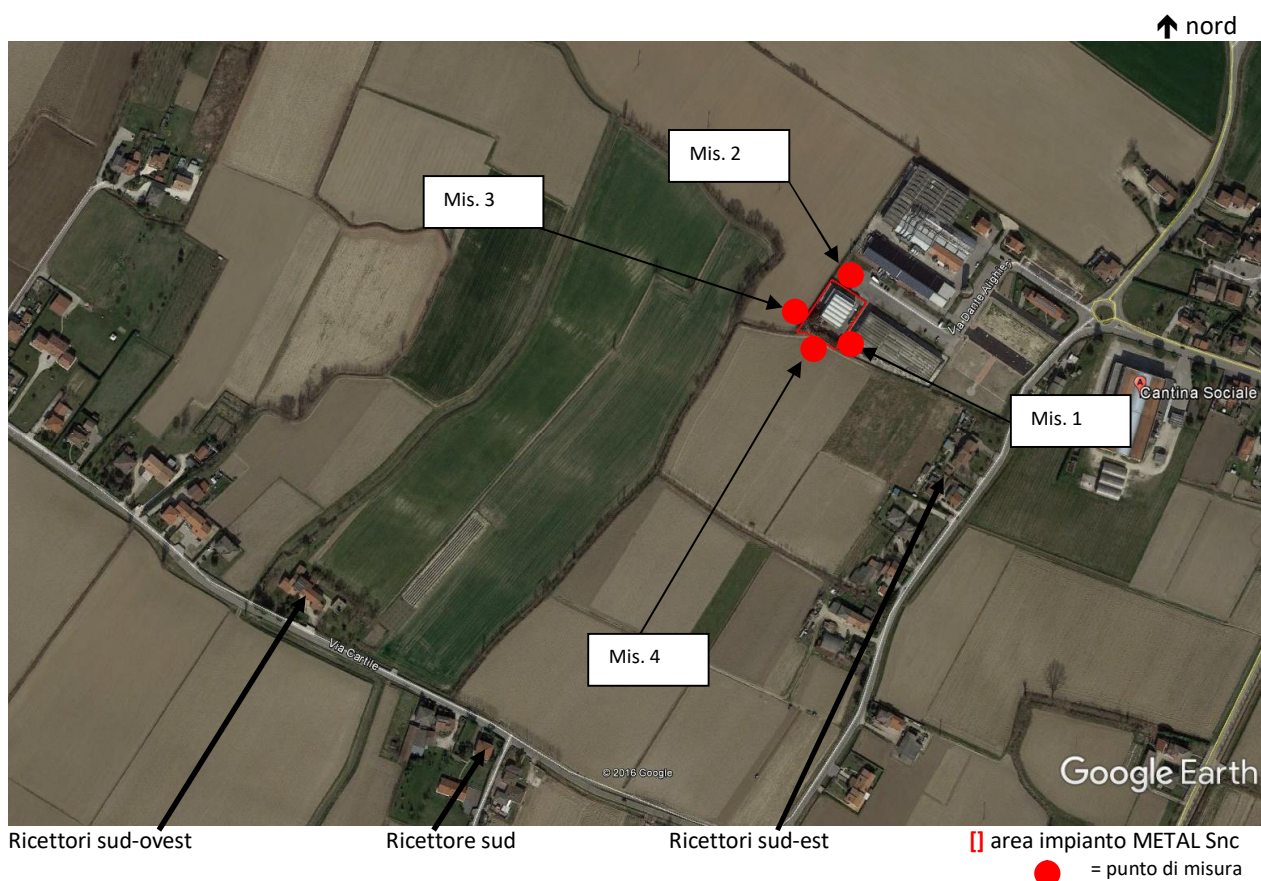 ↑ nord
Mis. 2
Mis. 3
Via Dante Alighieri
Cantina Sociale
A
Mis. 1
Mis. 4
Via Cartile
© 2016 Google
Google Earth
Ricettori sud-ovest
Ricettore sud
Ricettori sud-est
[] area impianto METAL Snc
= punto di misura